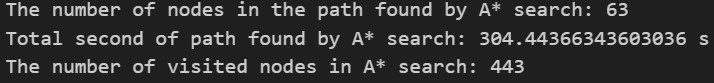 The number of nodes in the path found by A* search: 63
Total second of path found by A* search: 304.44366343603036 s
The number of visited nodes in A* search: 443